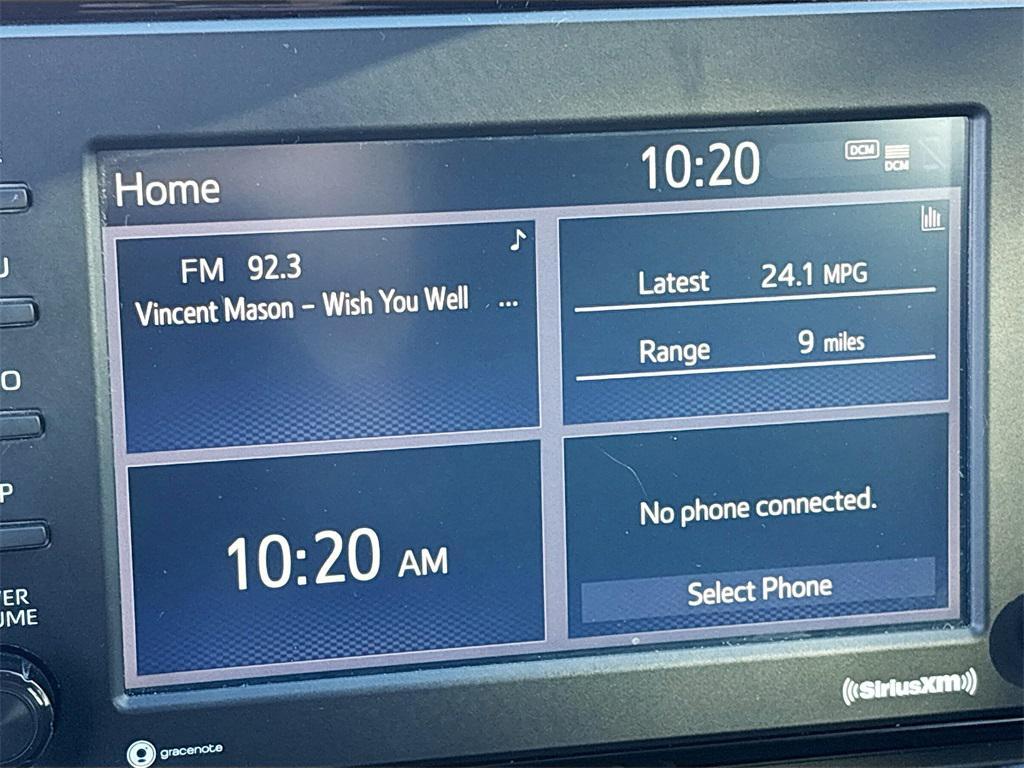 Home
10:20
DCM
DCM
FM 92.3
Vincent Mason – Wish You Well ...
Latest 24.1 MPG
Range 9 miles
10:20 AM
No phone connected.
Select Phone
SiriusXM
gracenote